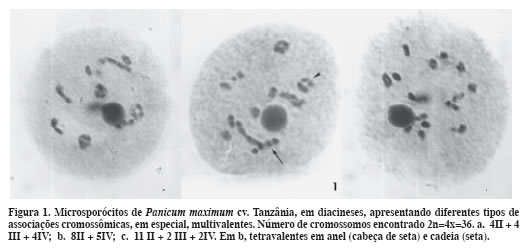 1
Figura 1. Microsporócitos de Panicum maximum cv. Tanzânia, em diacineses, apresentando diferentes tipos de
associações cromossômicas, em especial, multivalentes. Número de cromossomos encontrado 2n=4x=36. a. 4II + 4
III + 4IV; b. 8II + 5IV; c. 11 II + 2 III + 2IV. Em b, tetravalentes em anel (cabeça de seta) e cadeia (seta).